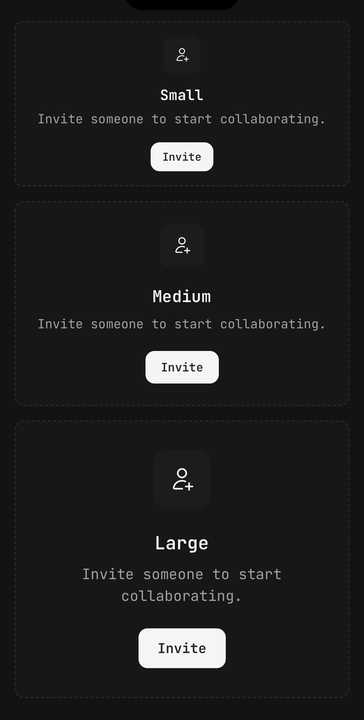 Small
Invite someone to start collaborating.
Invite
Medium
Invite someone to start collaborating.
Invite
Large
Invite someone to start
collaborating.
Invite